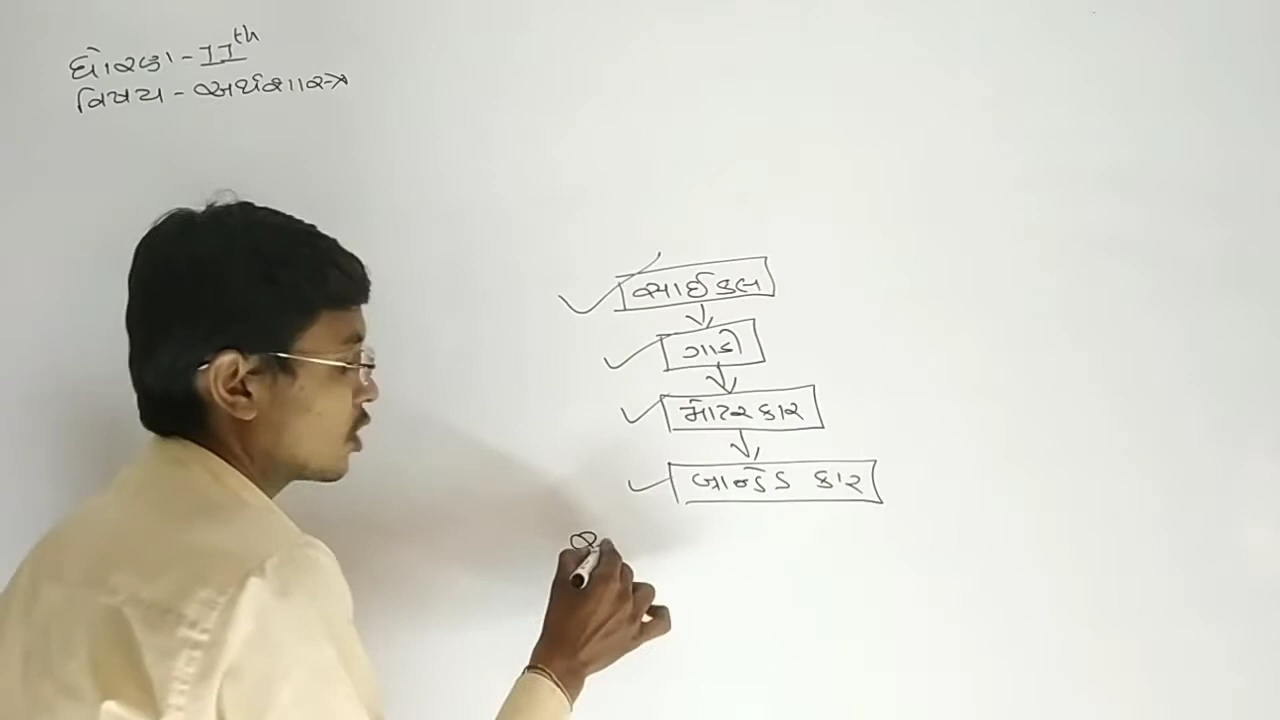 ધોરણ - 11th
વિષય - અર્થશાસ્ત્ર
સાઈકલ
ગાડી
મોટરકાર
બ્રાન્ડેડ કાર